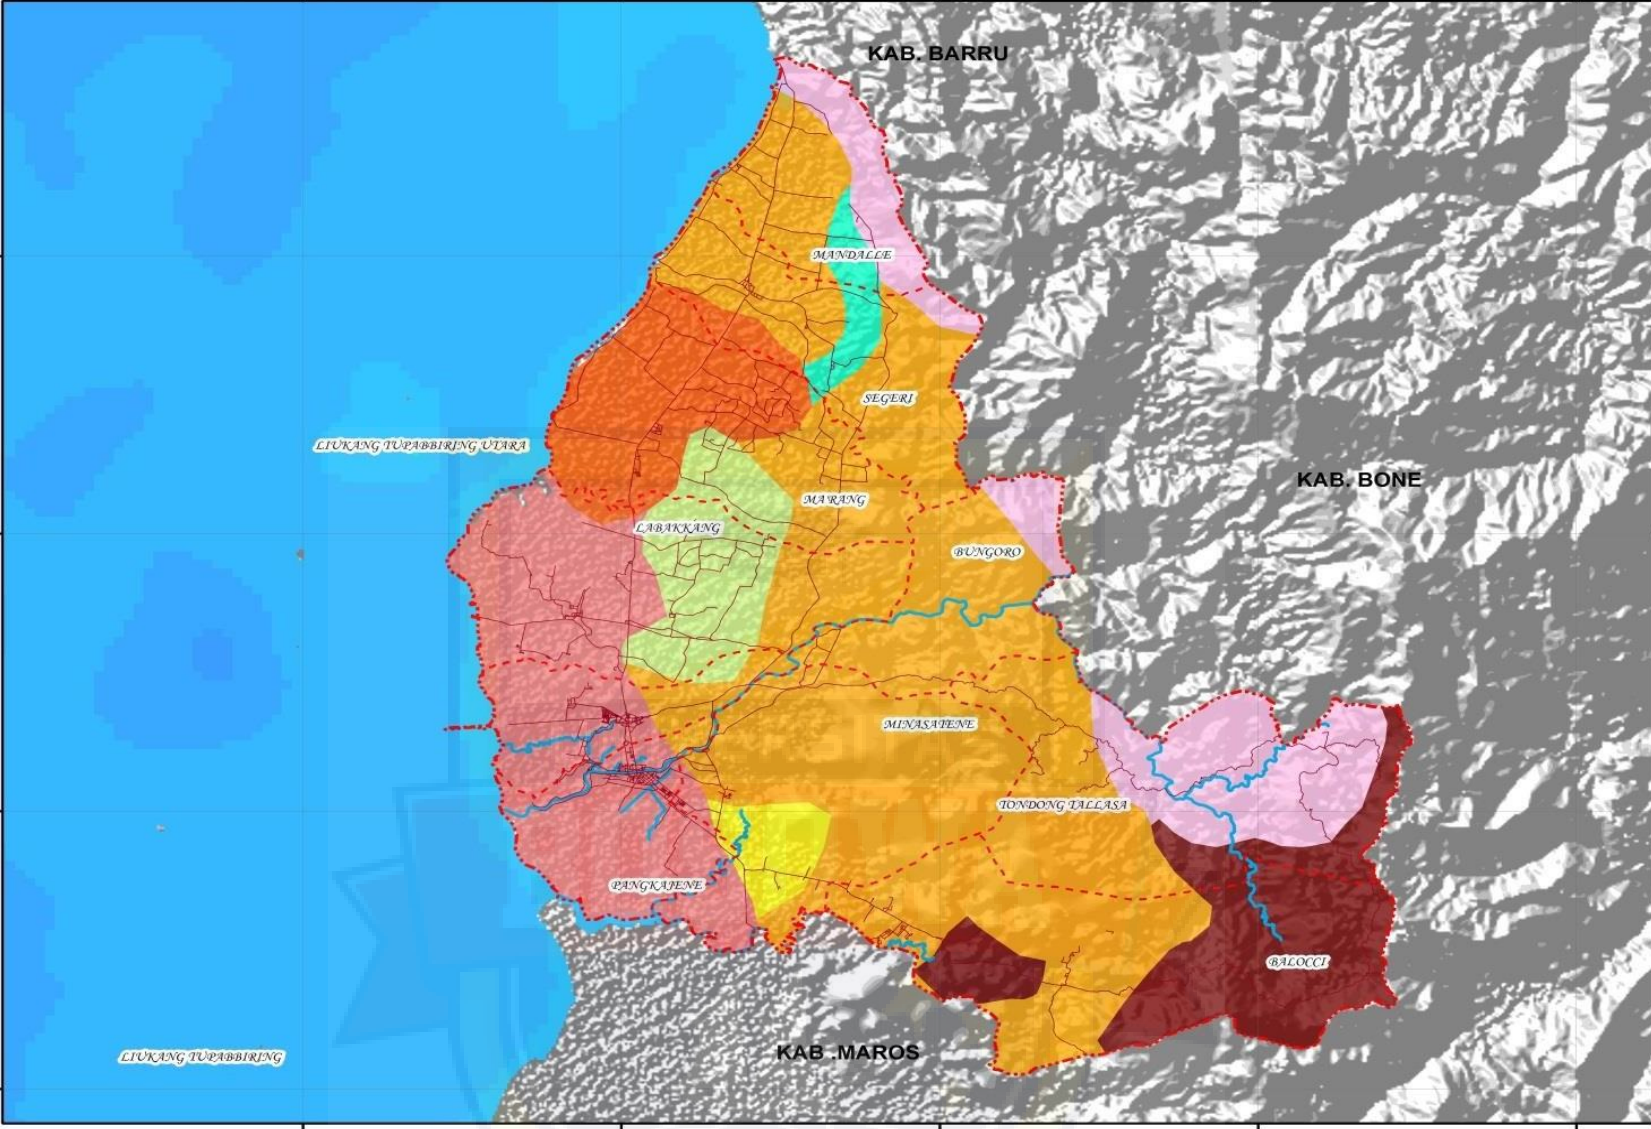 KAB. BARRU
MANDALLE
SEGERI
LIUKANG TUPABBIRING UTARA
KAB. BONE
MA'RANG
LABAKKANG
BUNGORO
MINASATENE
TONDONG TALLASA
PANGKAJENE
BALOCCI
KAB .MAROS
LIUKANG TUPABBIRING